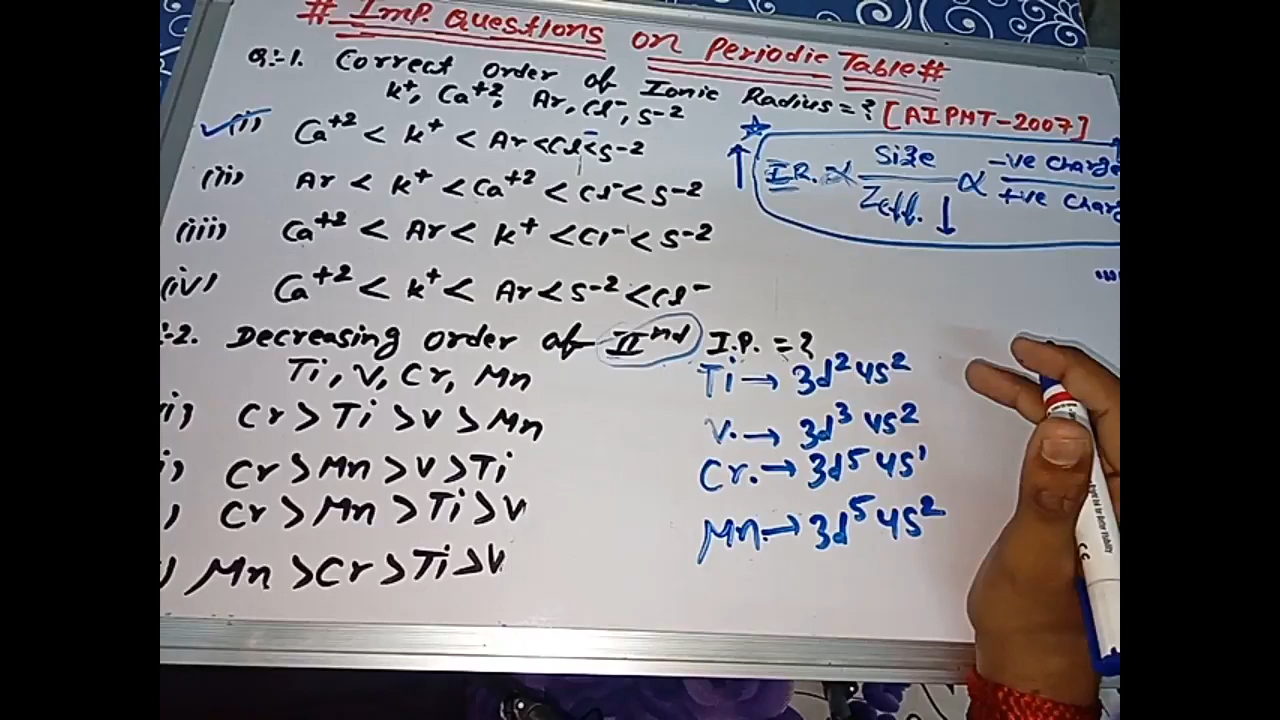 # Imp. Questions on Periodic Table #
Q:-1. Correct order of Ionic Radius = ? [AIPMT-2007]
K+, Ca+2, Ar, Cl-, S-2
(i) Ca+2 < K+ < Ar < Cl- < S-2
(ii) Ar < K+ < Ca+2 < Cl- < S-2
(iii) Ca+2 < Ar < K+ < Cl- < S-2
(iv) Ca+2 < K+ < Ar < S-2 < Cl-
↑ I.R. ∝ Size / Zeff. ↓ ∝ -ve charge / +ve charg
:-2. Decreasing order of IInd I.P. = ?
Ti, V, Cr, Mn
i) Cr > Ti > V > Mn
i) Cr > Mn > V > Ti
) Cr > Mn > Ti > V
) Mn > Cr > Ti > V
Ti → 3d2 4s2
V. → 3d3 4s2
Cr. → 3d5 4s1
Mn. → 3d5 4s2